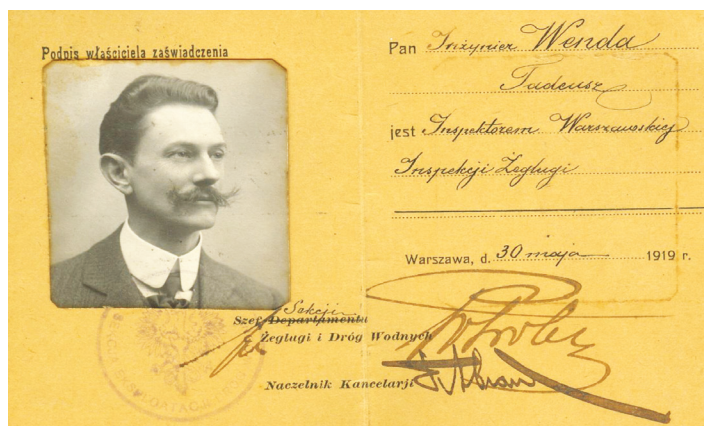 Podpis właściciela zaświadczenia
Pan Inżynier Wenda
Tadeusz
jest Inspektorem Warszawskiej
Inspekcji Żeglugi
Warszawa, d. 30 maja 1919 r.
Sekcji
Szef Departamentu
Żeglugi i Dróg Wodnych
Naczelnik Kancelarji